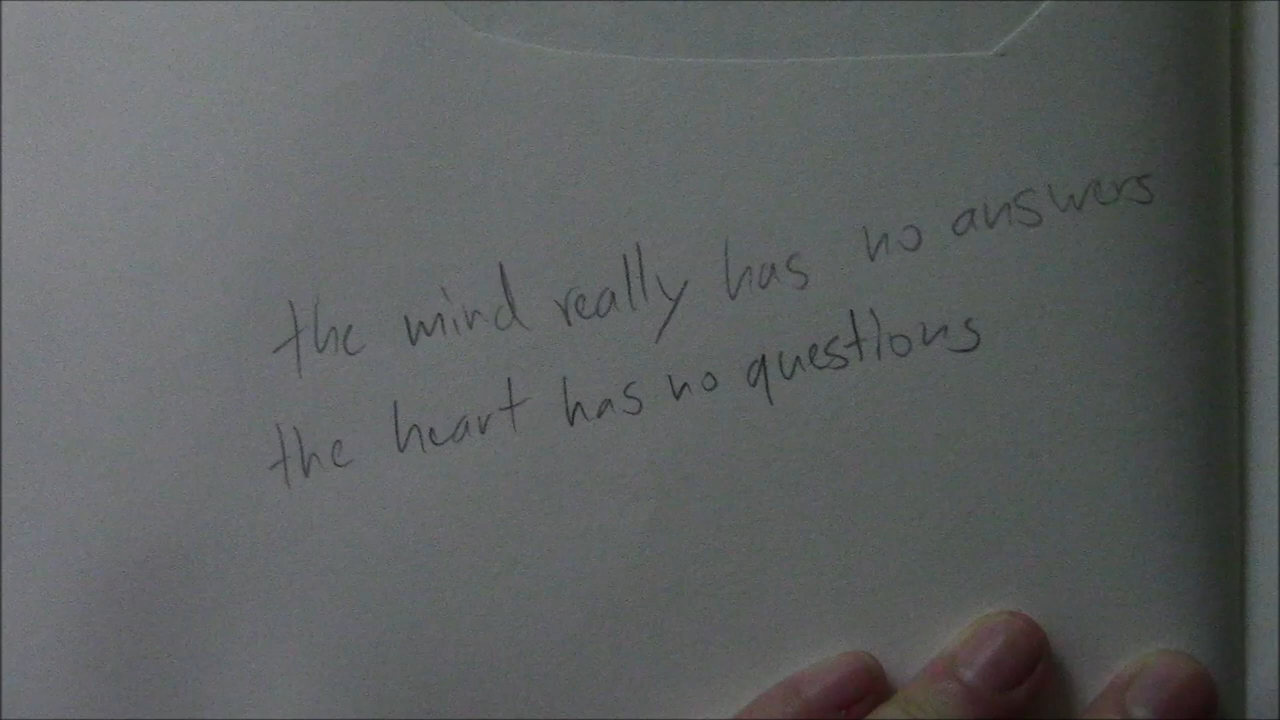 the mind really has no answers
the heart has no questions